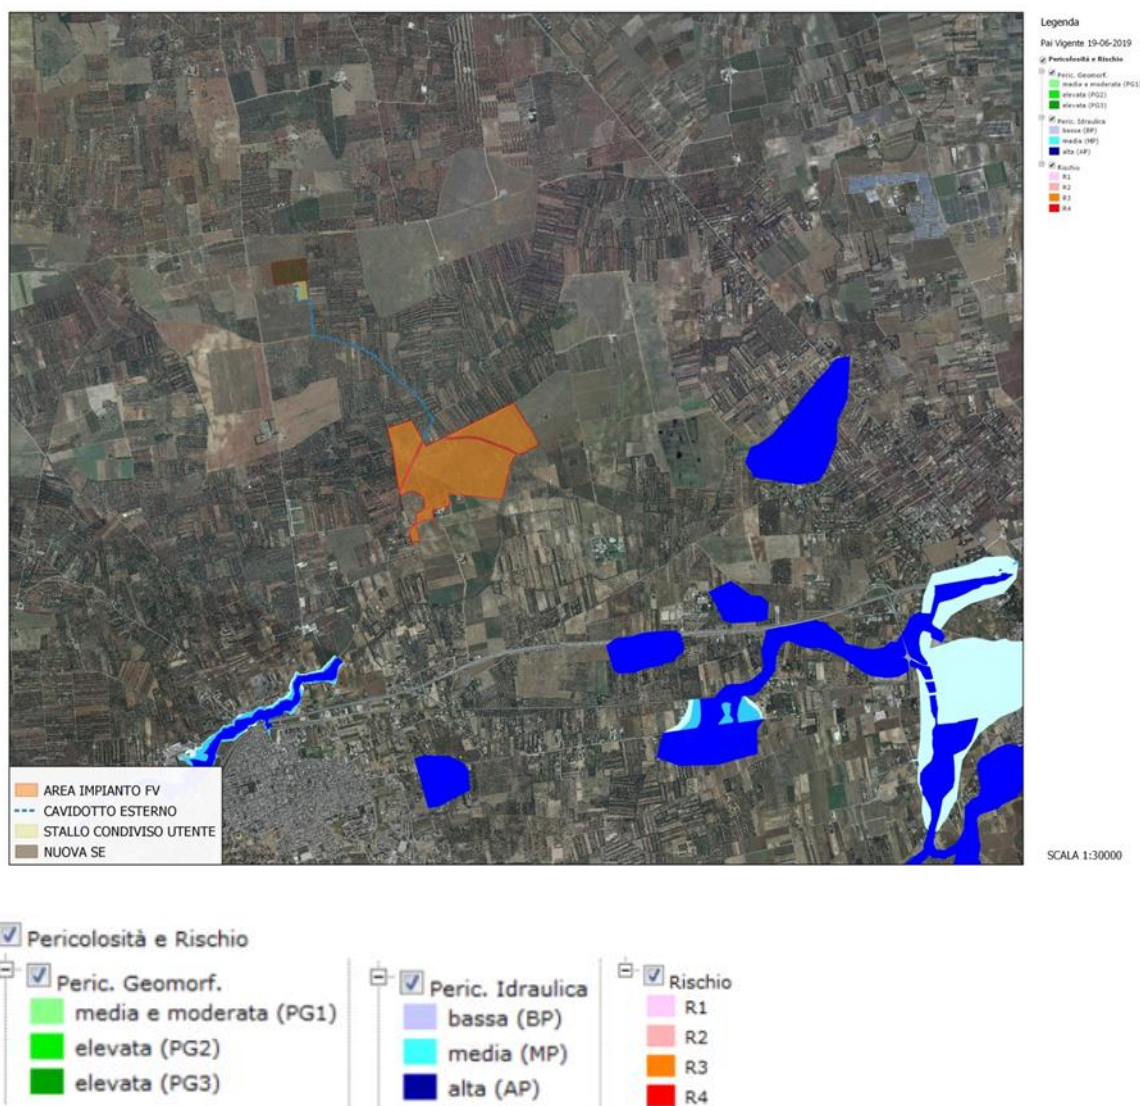 Legenda
Pai Vigente 19-06-2019
Pericolosità e Rischio
Peric. Geomorf.
media e moderata (PG1)
elevata (PG2)
elevata (PG3)
Peric. Idraulica
bassa (BP)
media (MP)
alta (AP)
Rischio
R1
R2
R3
R4
AREA IMPIANTO FV
CAVIDOTTO ESTERNO
STALLO CONDIVISO UTENTE
NUOVA SE
SCALA 1:30000
Pericolosità e Rischio
Peric. Geomorf.
media e moderata (PG1)
elevata (PG2)
elevata (PG3)
Peric. Idraulica
bassa (BP)
media (MP)
alta (AP)
Rischio
R1
R2
R3
R4